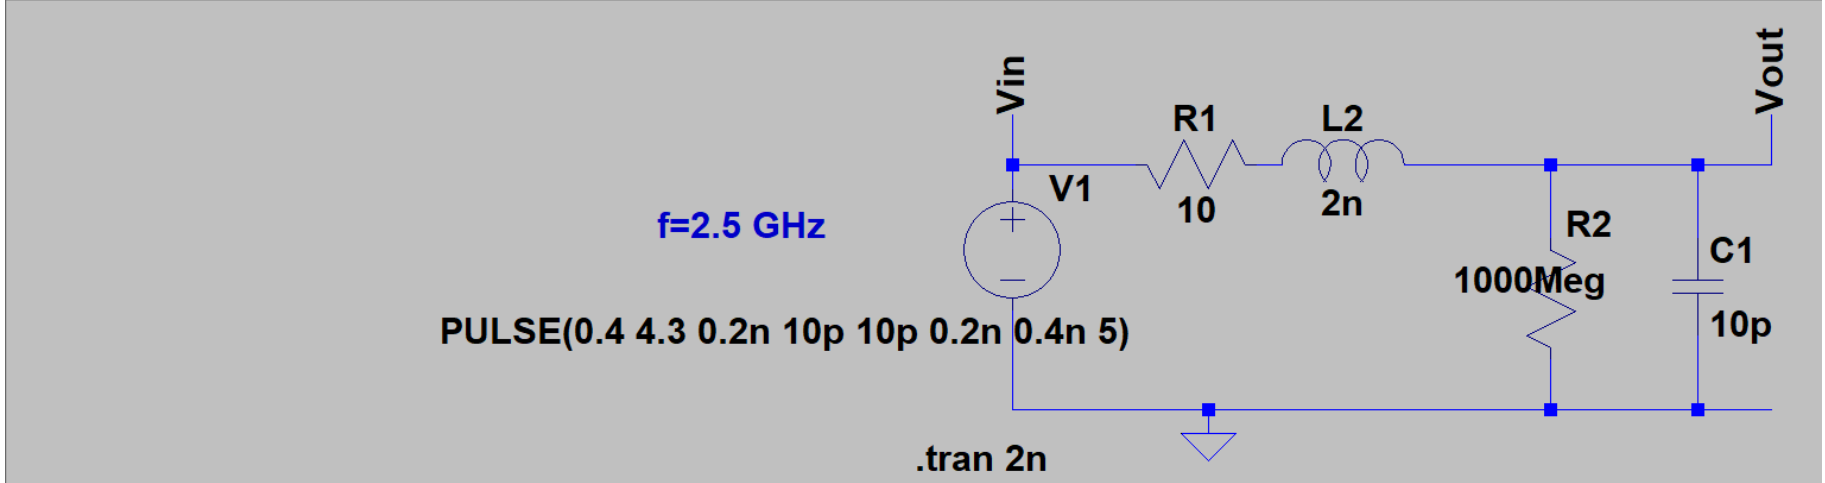 Vin
Vout
R1
L2
V1
10
2n
f=2.5 GHz
R2
C1
1000Meg
10p
PULSE(0.4 4.3 0.2n 10p 10p 0.2n 0.4n 5)
.tran 2n